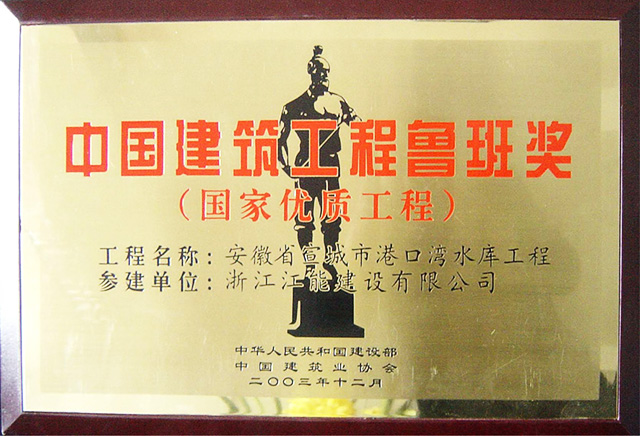 中国建筑工程鲁班奖
（国家优质工程）
工程名称：安徽省宣城市港口湾水库工程
参建单位：浙江江能建设有限公司
中华人民共和国建设部
中国建筑业协会
二〇〇三年十二月